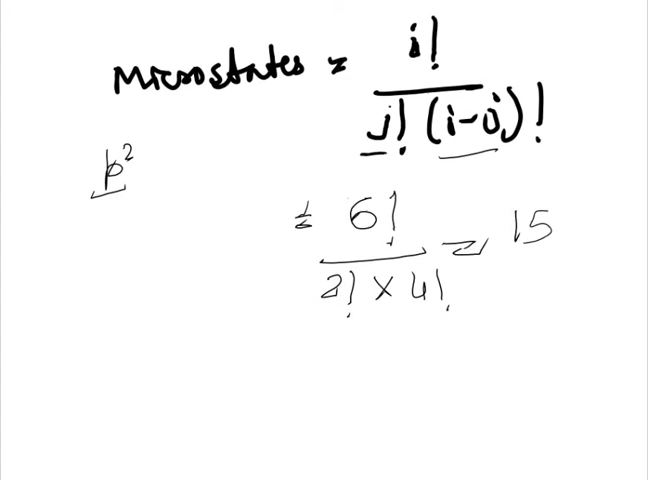 Microstates = i! / j! (i-j)!
p²
= 6! / 2! × 4! = 15